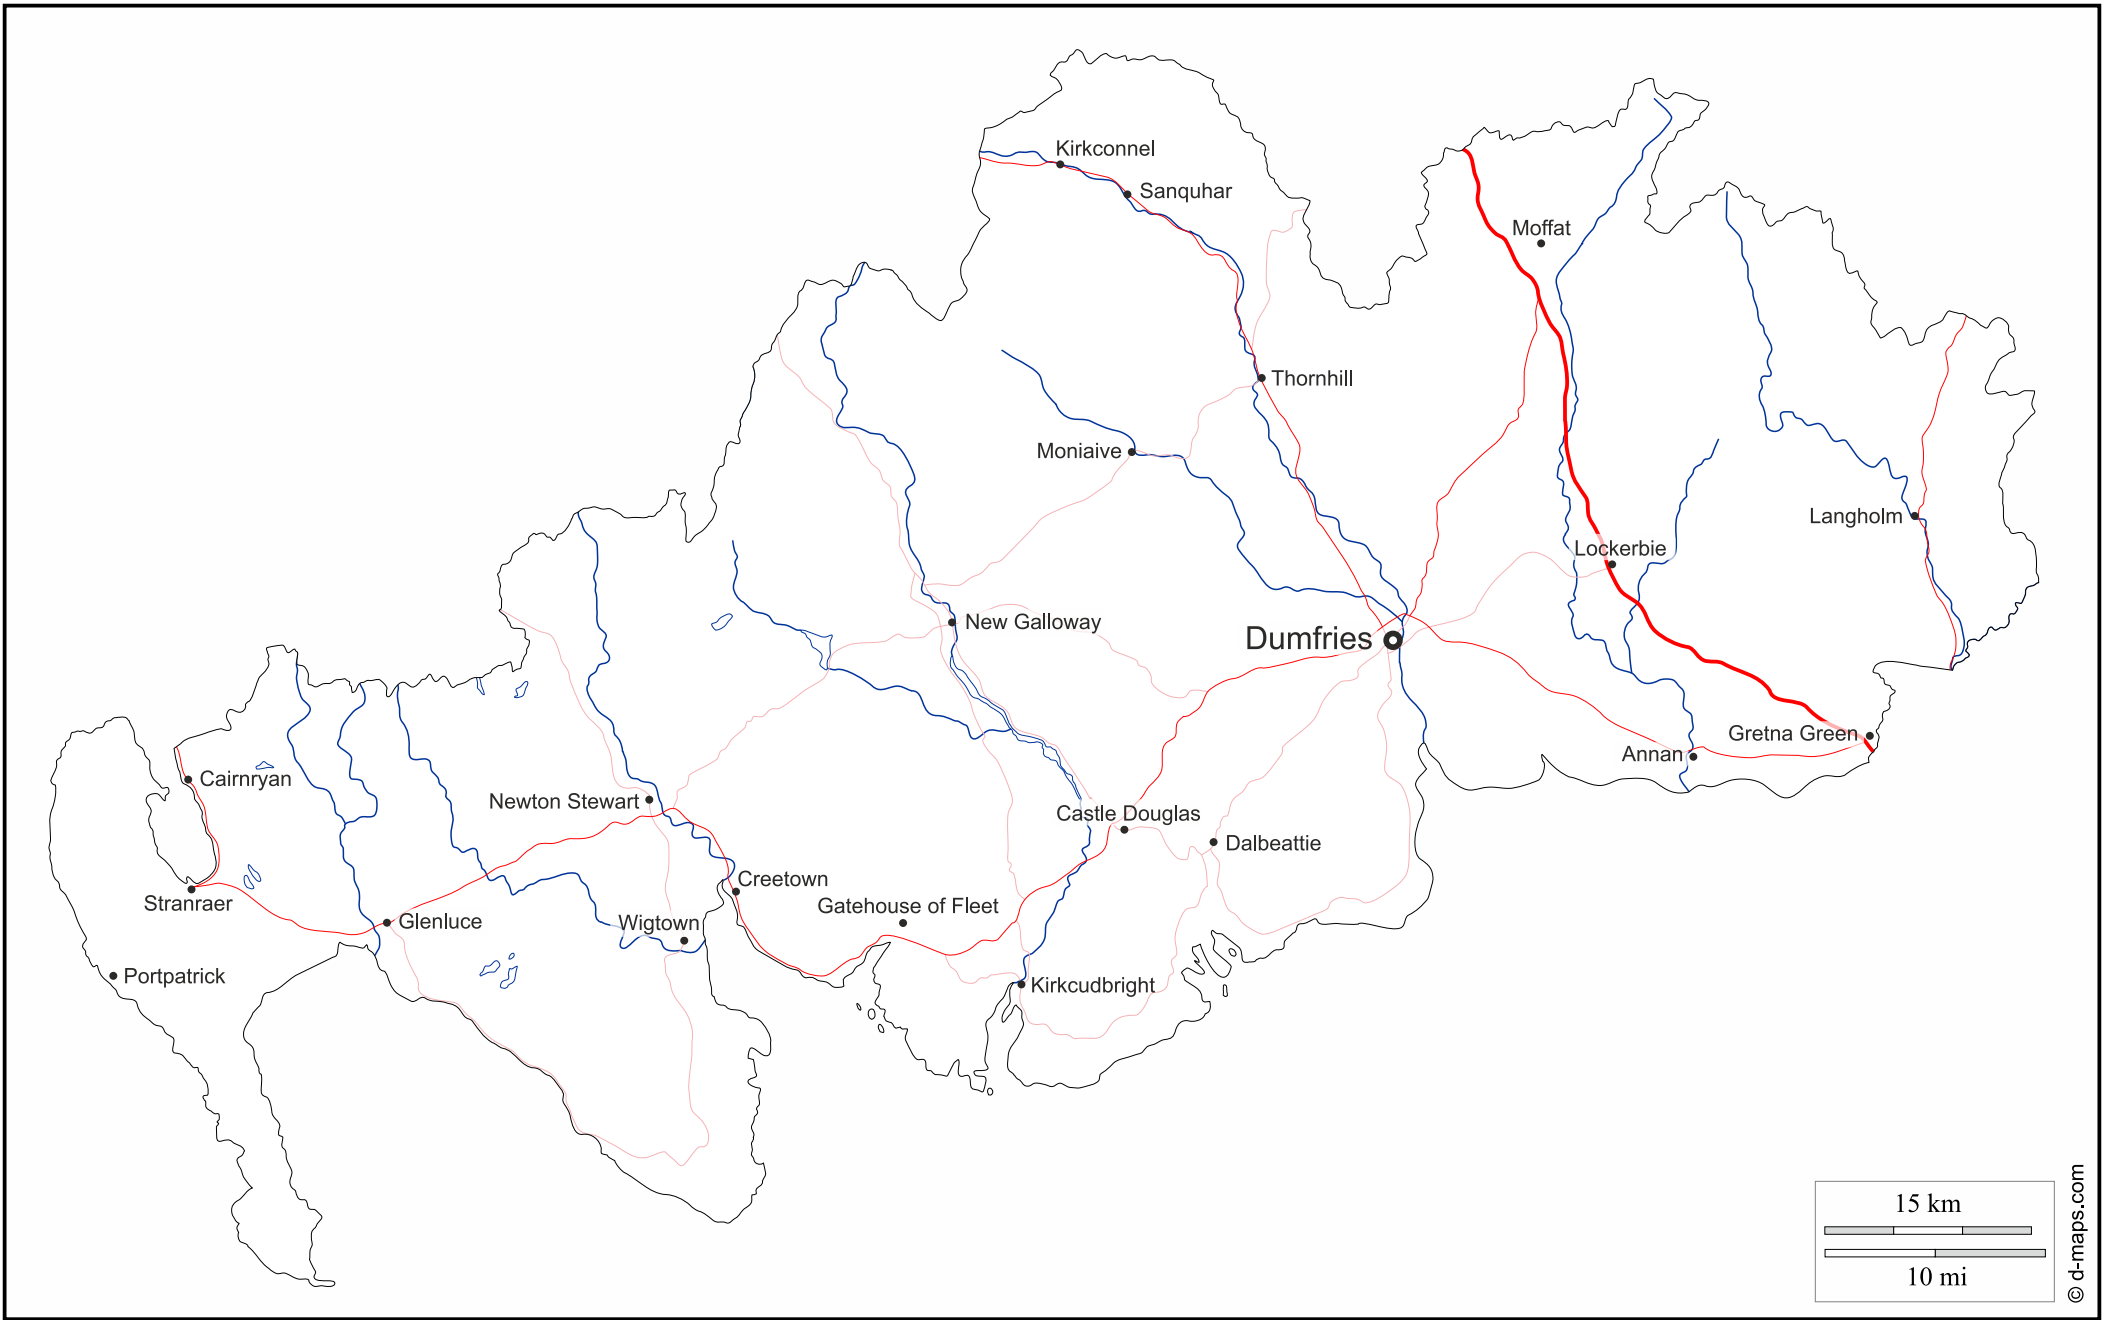 Kirkconnel
Sanquhar
Moffat
Thornhill
Moniaive
Langholm
Lockerbie
New Galloway
Dumfries
Gretna Green
Annan
Cairnryan
Newton Stewart
Castle Douglas
Dalbeattie
Creetown
Stranraer
Gatehouse of Fleet
Glenluce
Wigtown
Portpatrick
Kirkcudbright
15 km
10 mi
© d-maps.com